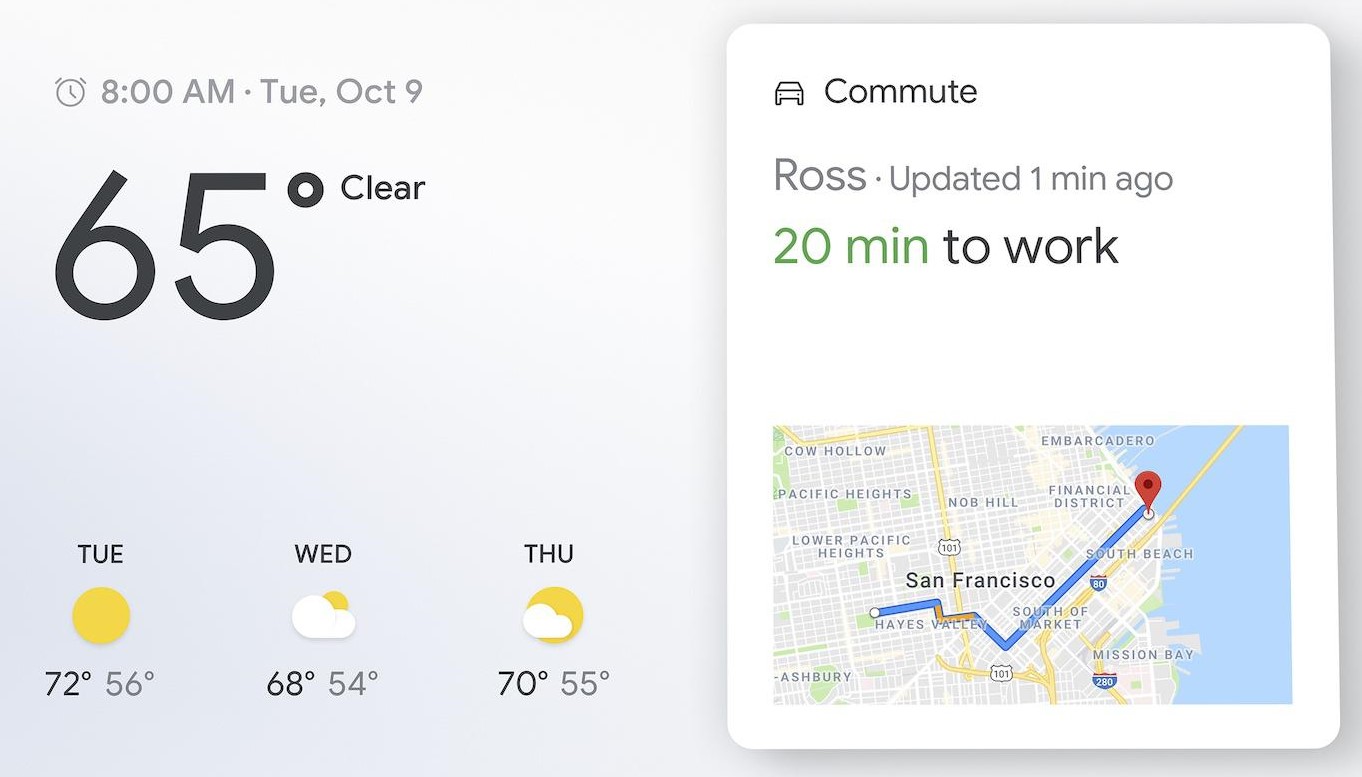 8:00 AM · Tue, Oct 9
65° Clear
TUE
WED
THU
72° 56°
68° 54°
70° 55°
Commute
Ross · Updated 1 min ago
20 min to work
EMBARCADERO
COW HOLLOW
PACIFIC HEIGHTS
NOB HILL
FINANCIAL
DISTRICT
LOWER PACIFIC
HEIGHTS
101
SOUTH BEACH
San Francisco
80
HAYES VALLEY
SOUTH OF
MARKET
MISSION BAY
101
280
-ASHBURY